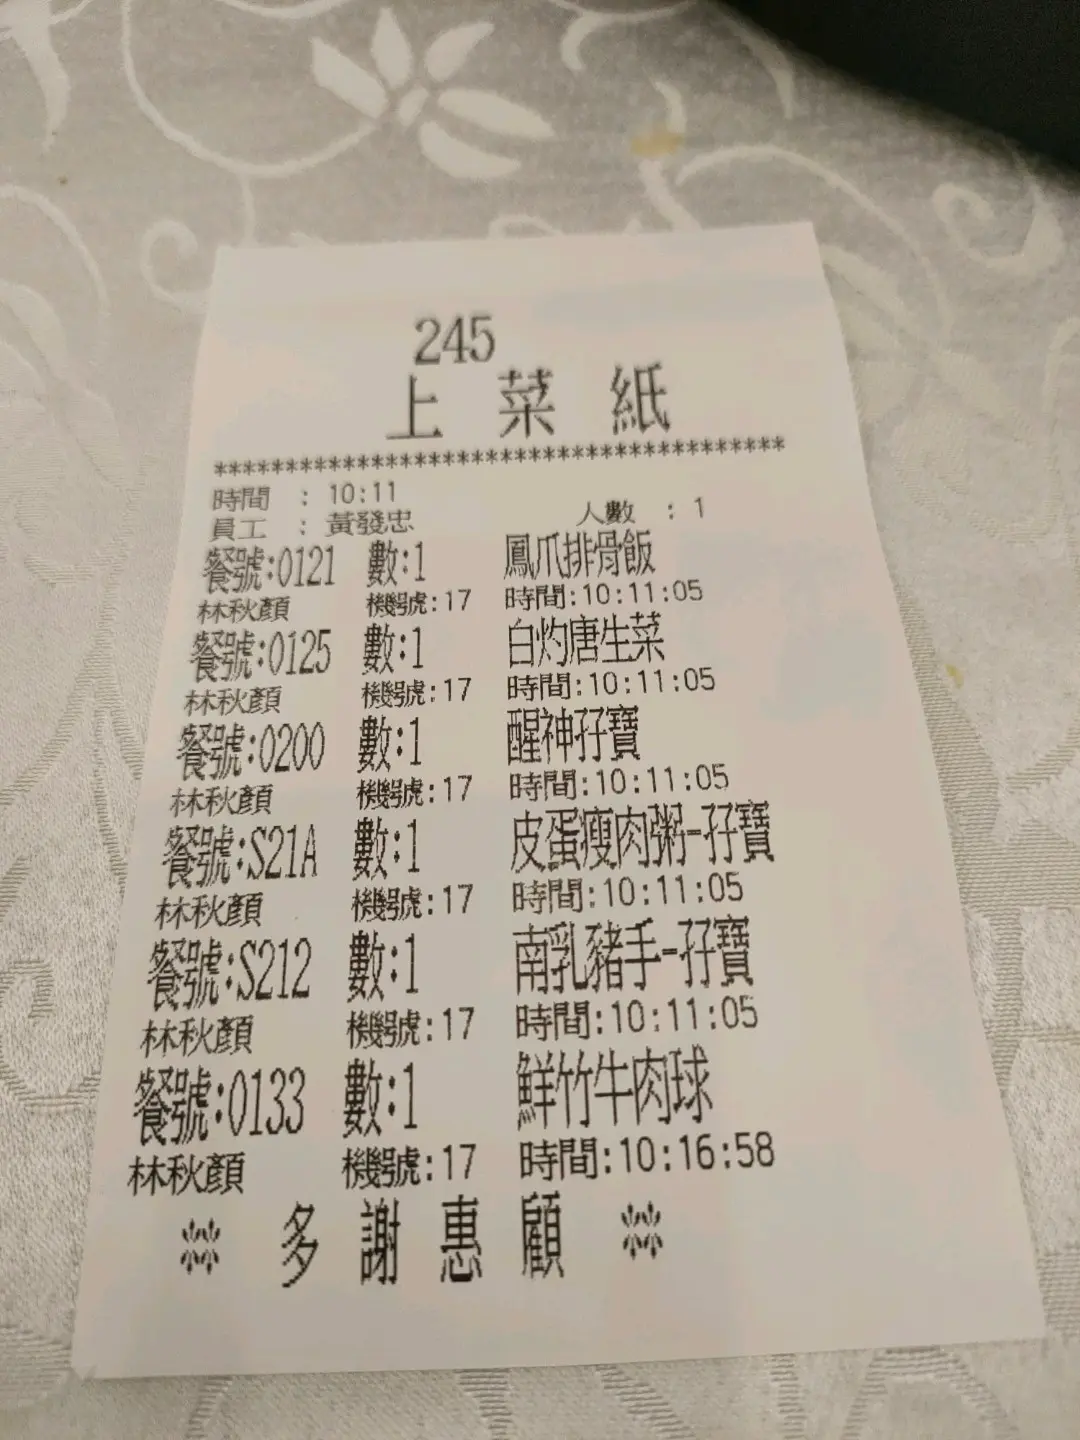 245
上菜紙
****************************************
時間 : 10:11
員工 : 黃發忠 人數 : 1
餐號:0121 數:1 鳳爪排骨飯
林秋顏 機號:17 時間:10:11:05
餐號:0125 數:1 白灼唐生菜
林秋顏 機號:17 時間:10:11:05
餐號:0200 數:1 醒神孖寶
林秋顏 機號:17 時間:10:11:05
餐號:S21A 數:1 皮蛋瘦肉粥-孖寶
林秋顏 機號:17 時間:10:11:05
餐號:S212 數:1 南乳豬手-孖寶
林秋顏 機號:17 時間:10:11:05
餐號:0133 數:1 鮮竹牛肉球
林秋顏 機號:17 時間:10:16:58
多謝惠顧